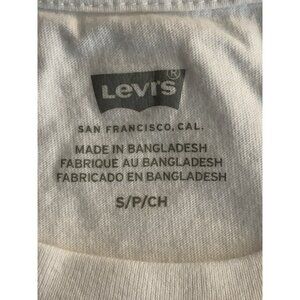 Levi's®
SAN FRANCISCO, CAL.
MADE IN BANGLADESH
FABRIQUE AU BANGLADESH
FABRICADO EN BANGLADESH
S/P/CH